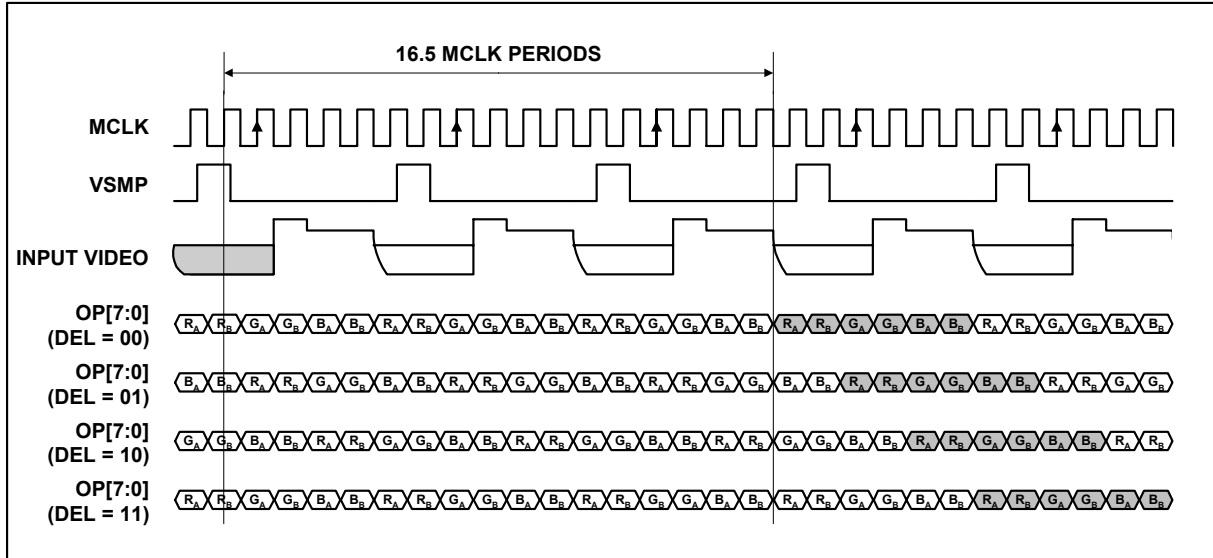 16.5 MCLK PERIODS
MCLK
VSMP
INPUT VIDEO
OP[7:0]
(DEL = 00)
R_A R_B G_A G_B B_A B_B R_A R_B G_A G_B B_A B_B R_A R_B G_A G_B B_A B_B R_A R_B G_A G_B B_A B_B R_A R_B G_A G_B B_A B_B
OP[7:0]
(DEL = 01)
B_A B_B R_A R_B G_A G_B B_A B_B R_A R_B G_A G_B B_A B_B R_A R_B G_A G_B B_A B_B R_A R_B G_A G_B B_A B_B R_A R_B G_A G_B
OP[7:0]
(DEL = 10)
G_A G_B B_A B_B R_A R_B G_A G_B B_A B_B R_A R_B G_A G_B B_A B_B R_A R_B G_A G_B B_A B_B R_A R_B G_A G_B B_A B_B R_A R_B
OP[7:0]
(DEL = 11)
R_A R_B G_A G_B B_A B_B R_A R_B G_A G_B B_A B_B R_A R_B G_B G_A B_A B_B R_A R_B G_A G_B B_A B_B R_A R_B G_A G_B B_A B_B